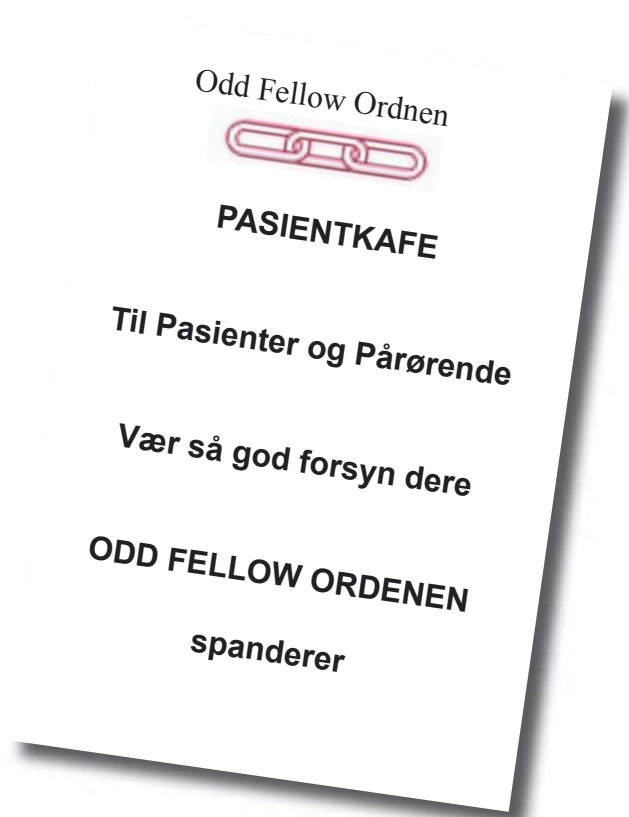 Odd Fellow Ordnen
PASIENTKAFE
Til Pasienter og Pårørende
Vær så god forsyn dere
ODD FELLOW ORDENEN
spanderer